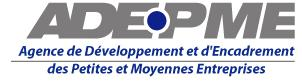 ADEPME
Agence de Développement et d'Encadrement
des Petites et Moyennes Entreprises